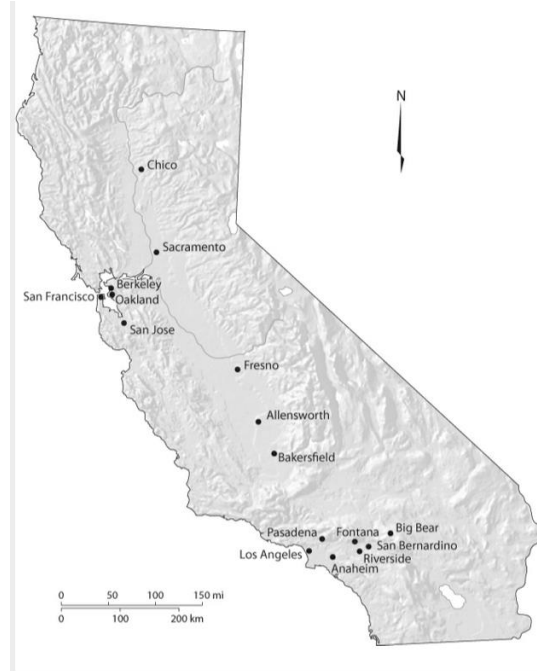 N
Chico
Sacramento
Berkeley
San Francisco
Oakland
San Jose
Fresno
Allensworth
Bakersfield
Big Bear
Pasadena
Fontana
San Bernardino
Los Angeles
Riverside
Anaheim
0 50 100 150 mi
0 100 200 km